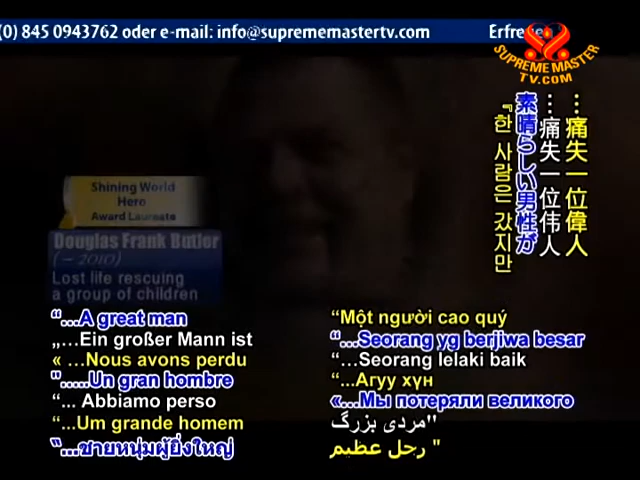 (0) 845 0943762 oder e-mail: info@suprememastertv.com
SUPREME MASTER
TV.COM
…痛失一位偉人
…痛失一位伟人
素晴らしい男性が
『한 사람은 갔지만
Shining World
Hero
Award Laureate
Douglas Frank Butler
( – 2010)
Lost life rescuing
a group of children
“...A great man
„…Ein großer Mann ist
« …Nous avons perdu
".....Un gran hombre
“... Abbiamo perso
“...Um grande homem
“...ชายหนุ่มผู้ยิ่งใหญ่
“Một người cao quý
“...Seorang yg berjiwa besar
“…Seorang lelaki baik
“...Агуу хүн
«...Мы потеряли великого
"مردی بزرگ
رجل عظيم "